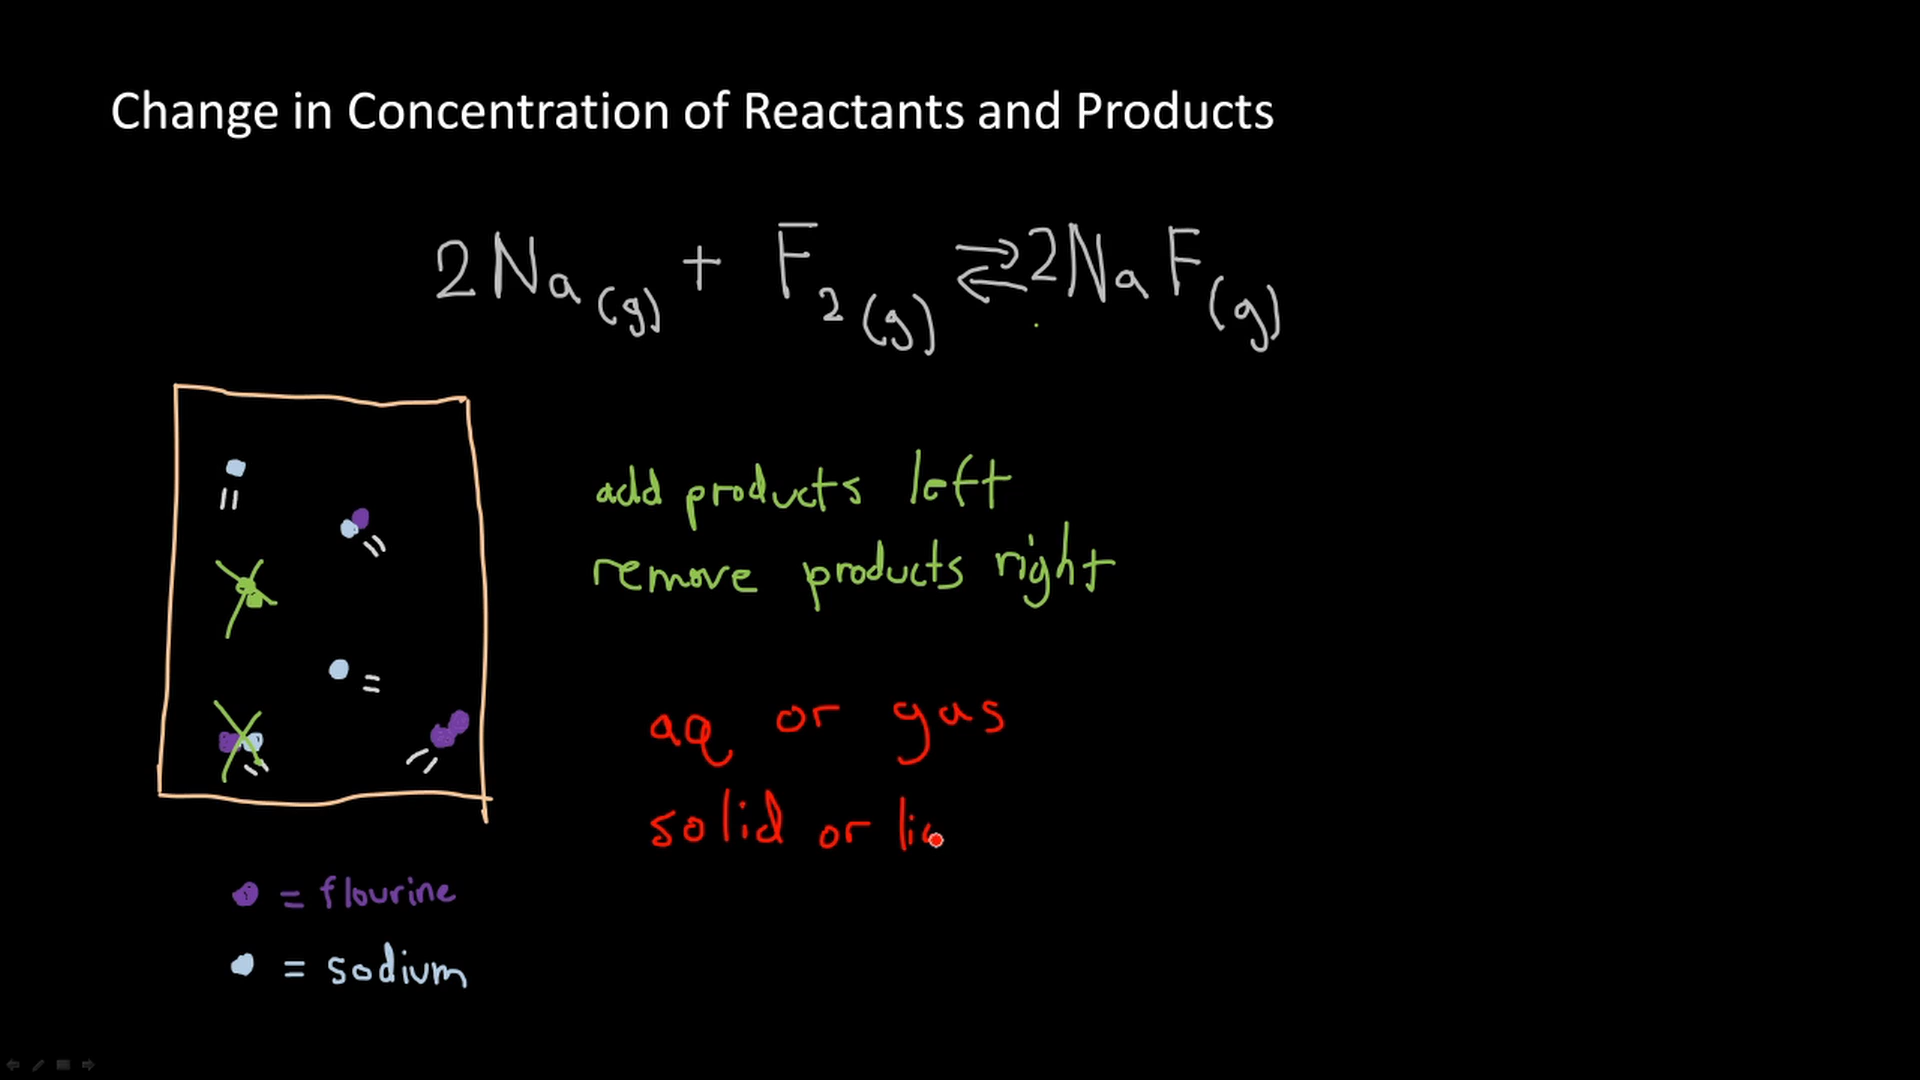 Change in Concentration of Reactants and Products
2Na(g) + F2(g) ⇌ 2NaF(g)
add products left
remove products right
aq or gas
solid or
= flourine
= sodium